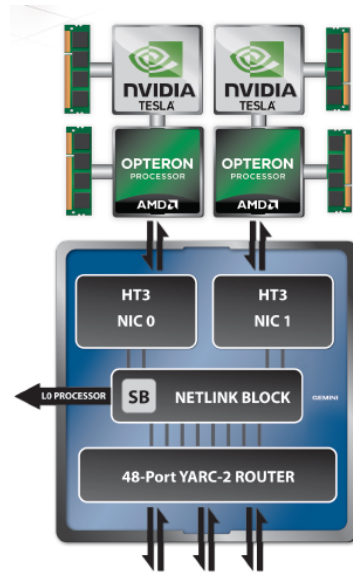 NVIDIA NVIDIA
TESLA TESLA
OPTERON OPTERON
PROCESSOR PROCESSOR
AMD AMD
HT3 HT3
NIC 0 NIC 1
L0 PROCESSOR SB NETLINK BLOCK GEMINI
48-Port YARC-2 ROUTER